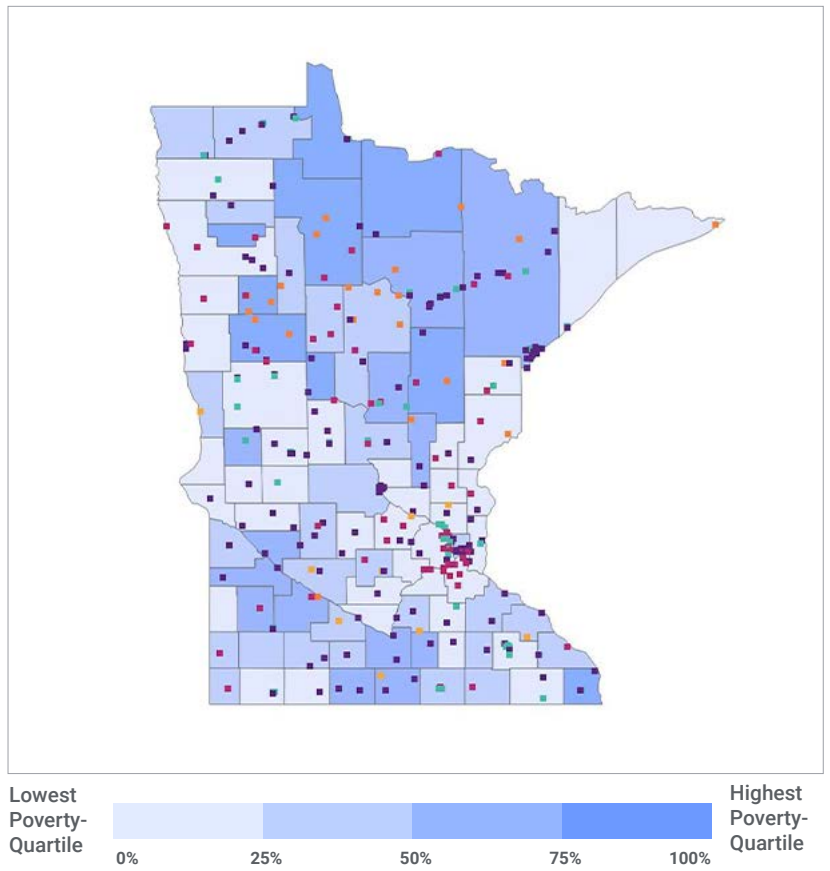 Lowest
Poverty-
Quartile
Highest
Poverty-
Quartile
0%
25%
50%
75%
100%